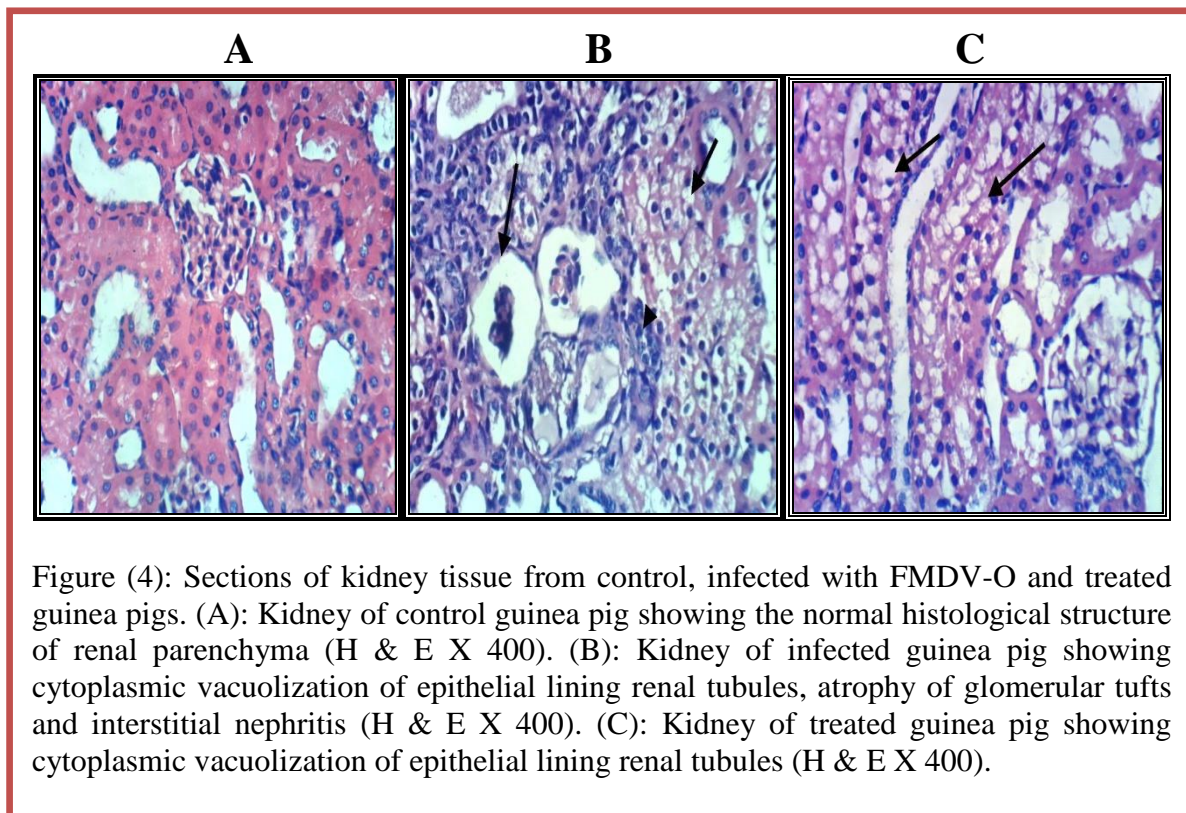 A B C
Figure (4): Sections of kidney tissue from control, infected with FMDV-O and treated
guinea pigs. (A): Kidney of control guinea pig showing the normal histological structure
of renal parenchyma (H & E X 400). (B): Kidney of infected guinea pig showing
cytoplasmic vacuolization of epithelial lining renal tubules, atrophy of glomerular tufts
and interstitial nephritis (H & E X 400). (C): Kidney of treated guinea pig showing
cytoplasmic vacuolization of epithelial lining renal tubules (H & E X 400).